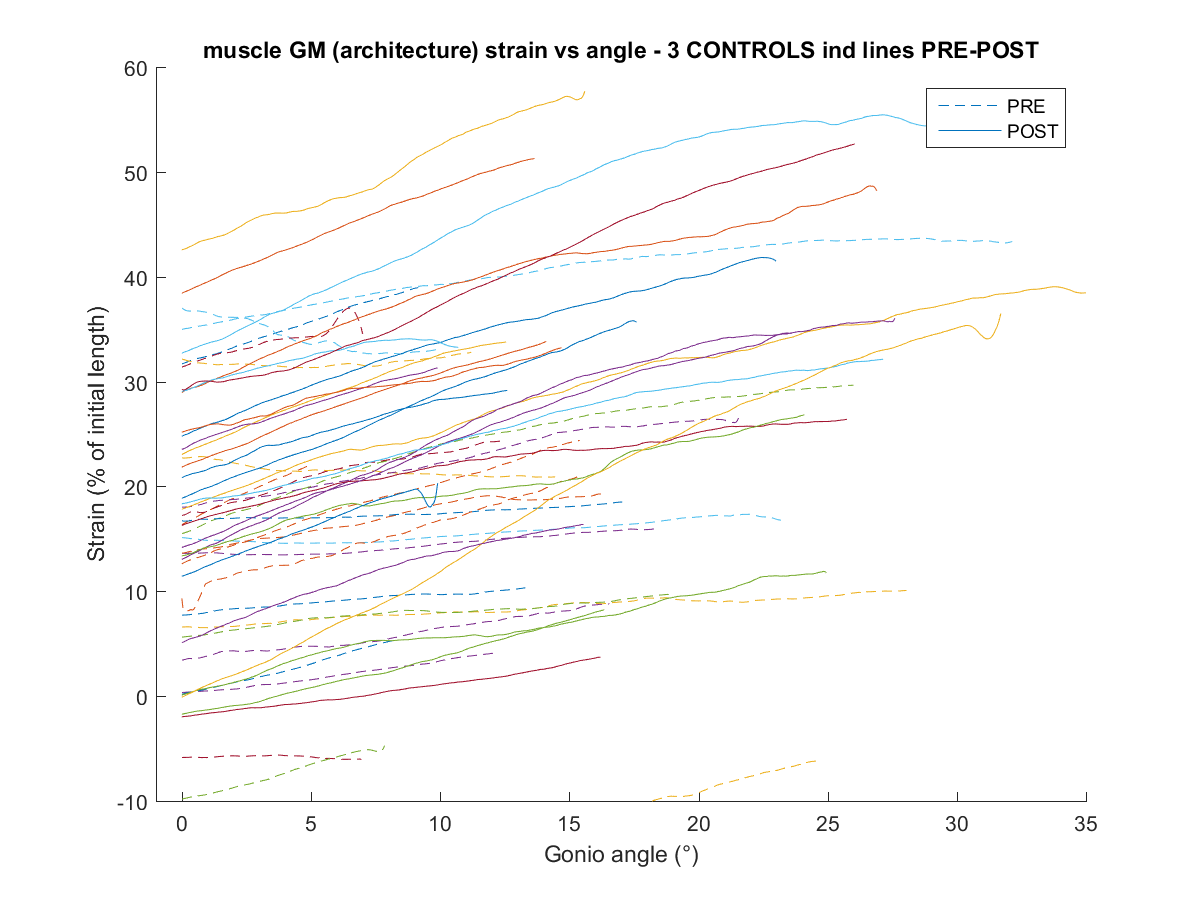 muscle GM (architecture) strain vs angle - 3 CONTROLS ind lines PRE-POST
60
50
40
30
20
10
0
-10
Strain (% of initial length)
PRE
POST
0 5 10 15 20 25 30 35
Gonio angle (°)